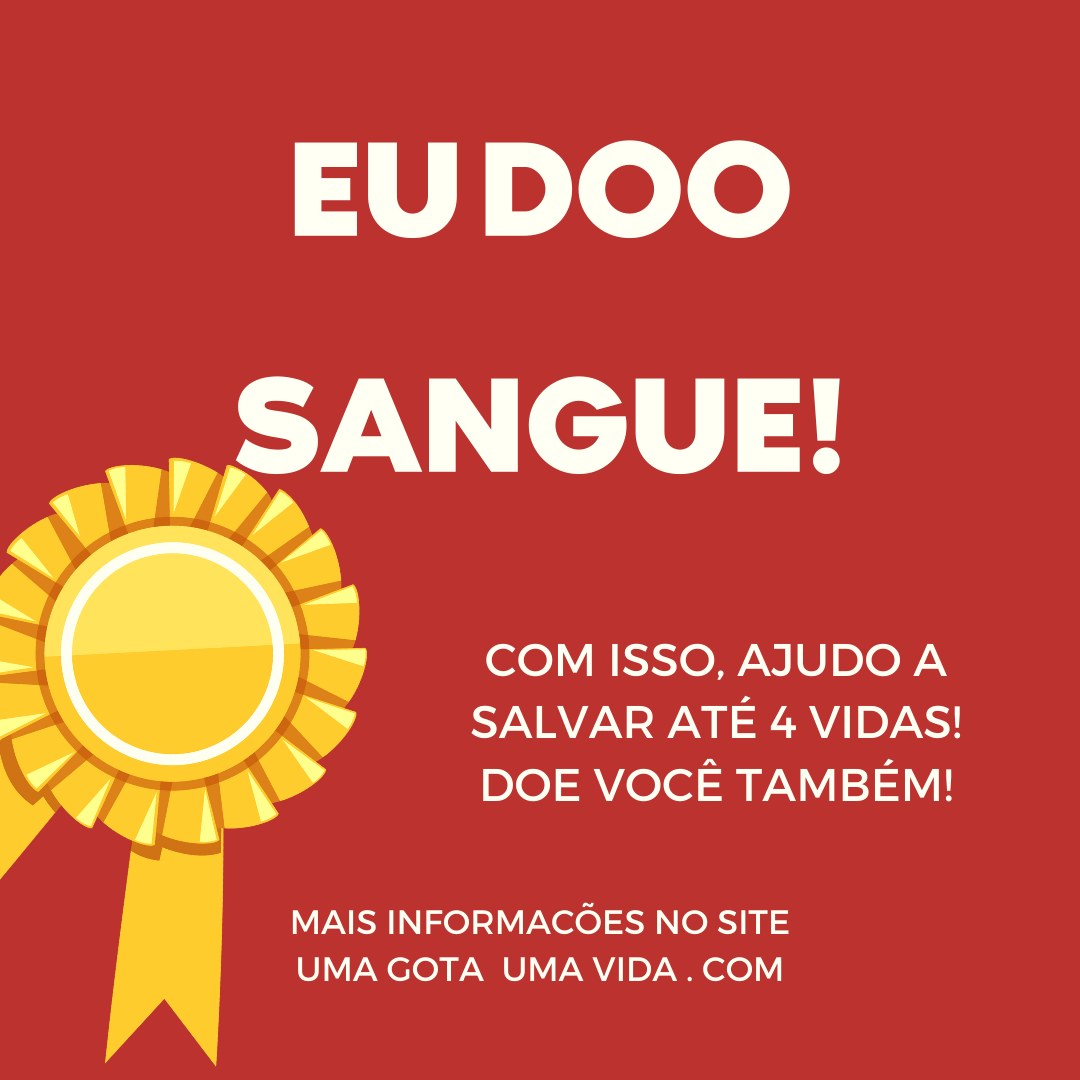 EU DOO
SANGUE!
COM ISSO, AJUDO A
SALVAR ATÉ 4 VIDAS!
DOE VOCÊ TAMBÉM!
MAIS INFORMACÕES NO SITE
UMA GOTA  UMA VIDA . COM